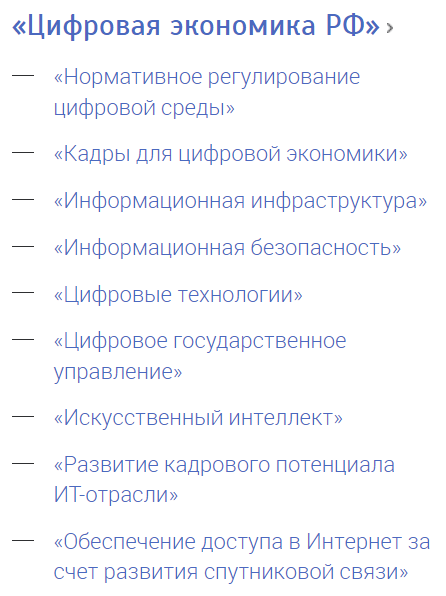 «Цифровая экономика РФ» ›
— «Нормативное регулирование
цифровой среды»
— «Кадры для цифровой экономики»
— «Информационная инфраструктура»
— «Информационная безопасность»
— «Цифровые технологии»
— «Цифровое государственное
управление»
— «Искусственный интеллект»
— «Развитие кадрового потенциала
ИТ-отрасли»
— «Обеспечение доступа в Интернет за
счет развития спутниковой связи»